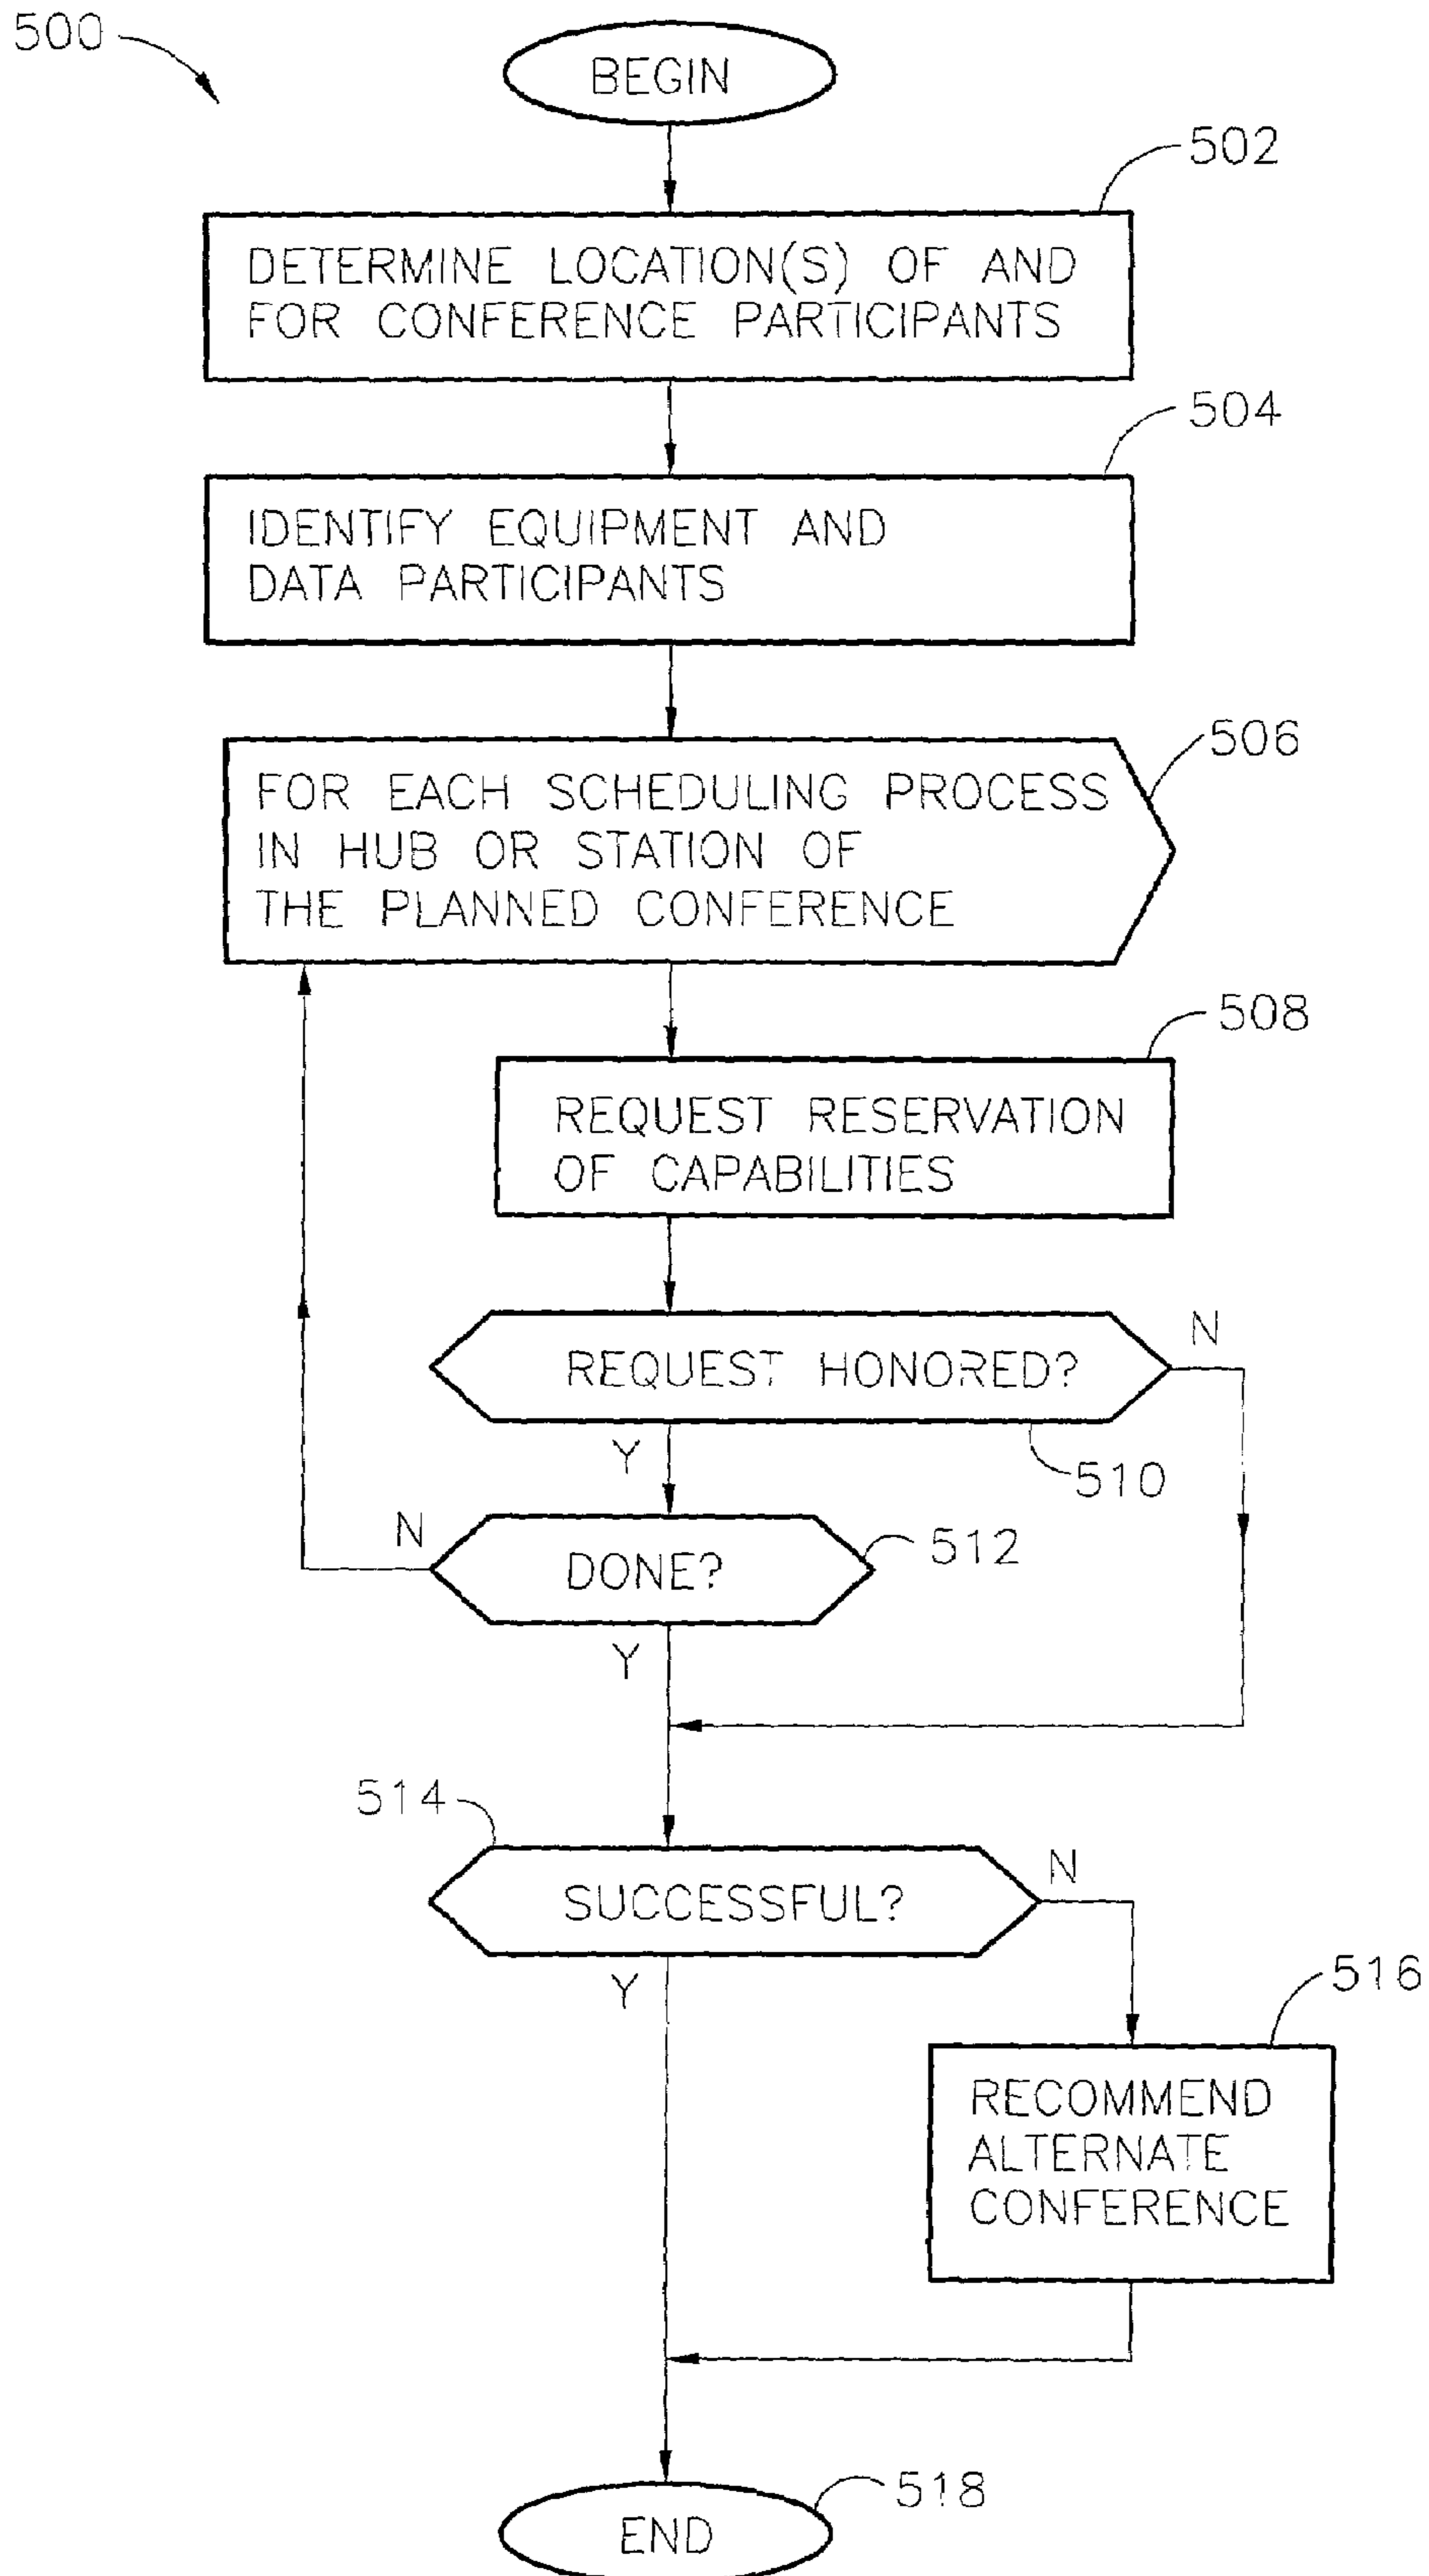 500
BEGIN
502
DETERMINE LOCATION(S) OF AND
FOR CONFERENCE PARTICIPANTS
504
IDENTIFY EQUIPMENT AND
DATA PARTICIPANTS
506
FOR EACH SCHEDULING PROCESS
IN HUB OR STATION OF
THE PLANNED CONFERENCE
508
REQUEST RESERVATION
OF CAPABILITIES
N
REQUEST HONORED?
Y
510
N
DONE?
512
Y
514
N
SUCCESSFUL?
Y
516
RECOMMEND
ALTERNATE
CONFERENCE
518
END